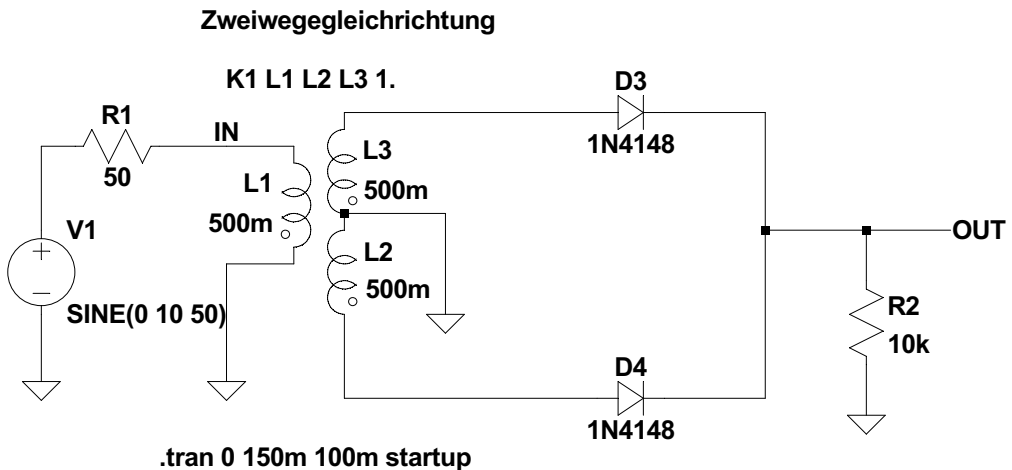 Zweiwegegleichrichtung
K1 L1 L2 L3 1.
R1
50
IN
L1
500m
L3
500m
L2
500m
V1
SINE(0 10 50)
D3
1N4148
D4
1N4148
OUT
R2
10k
.tran 0 150m 100m startup